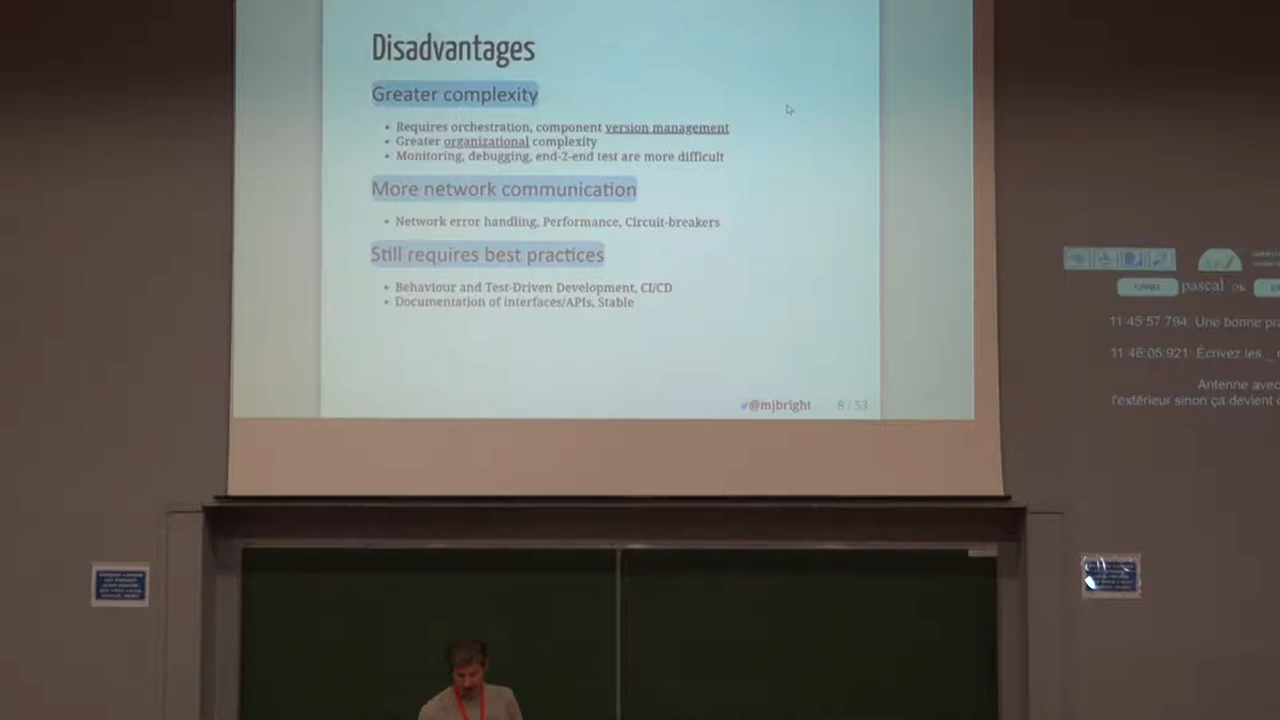 Disadvantages
Greater complexity
• Requires orchestration, component version management
• Greater organizational complexity
• Monitoring, debugging, end-2-end test are more difficult
More network communication
• Network error handling, Performance, Circuit-breakers
Still requires best practices
• Behaviour and Test-Driven Development, CI/CD
• Documentation of interfaces/APIs, Stable
#@mjbright 8 / 53
pascal OK
11:45:57:794 Une bonne
11:46:05:921 Écrivez les
Antenne avec
l'extérieur sinon ça devient